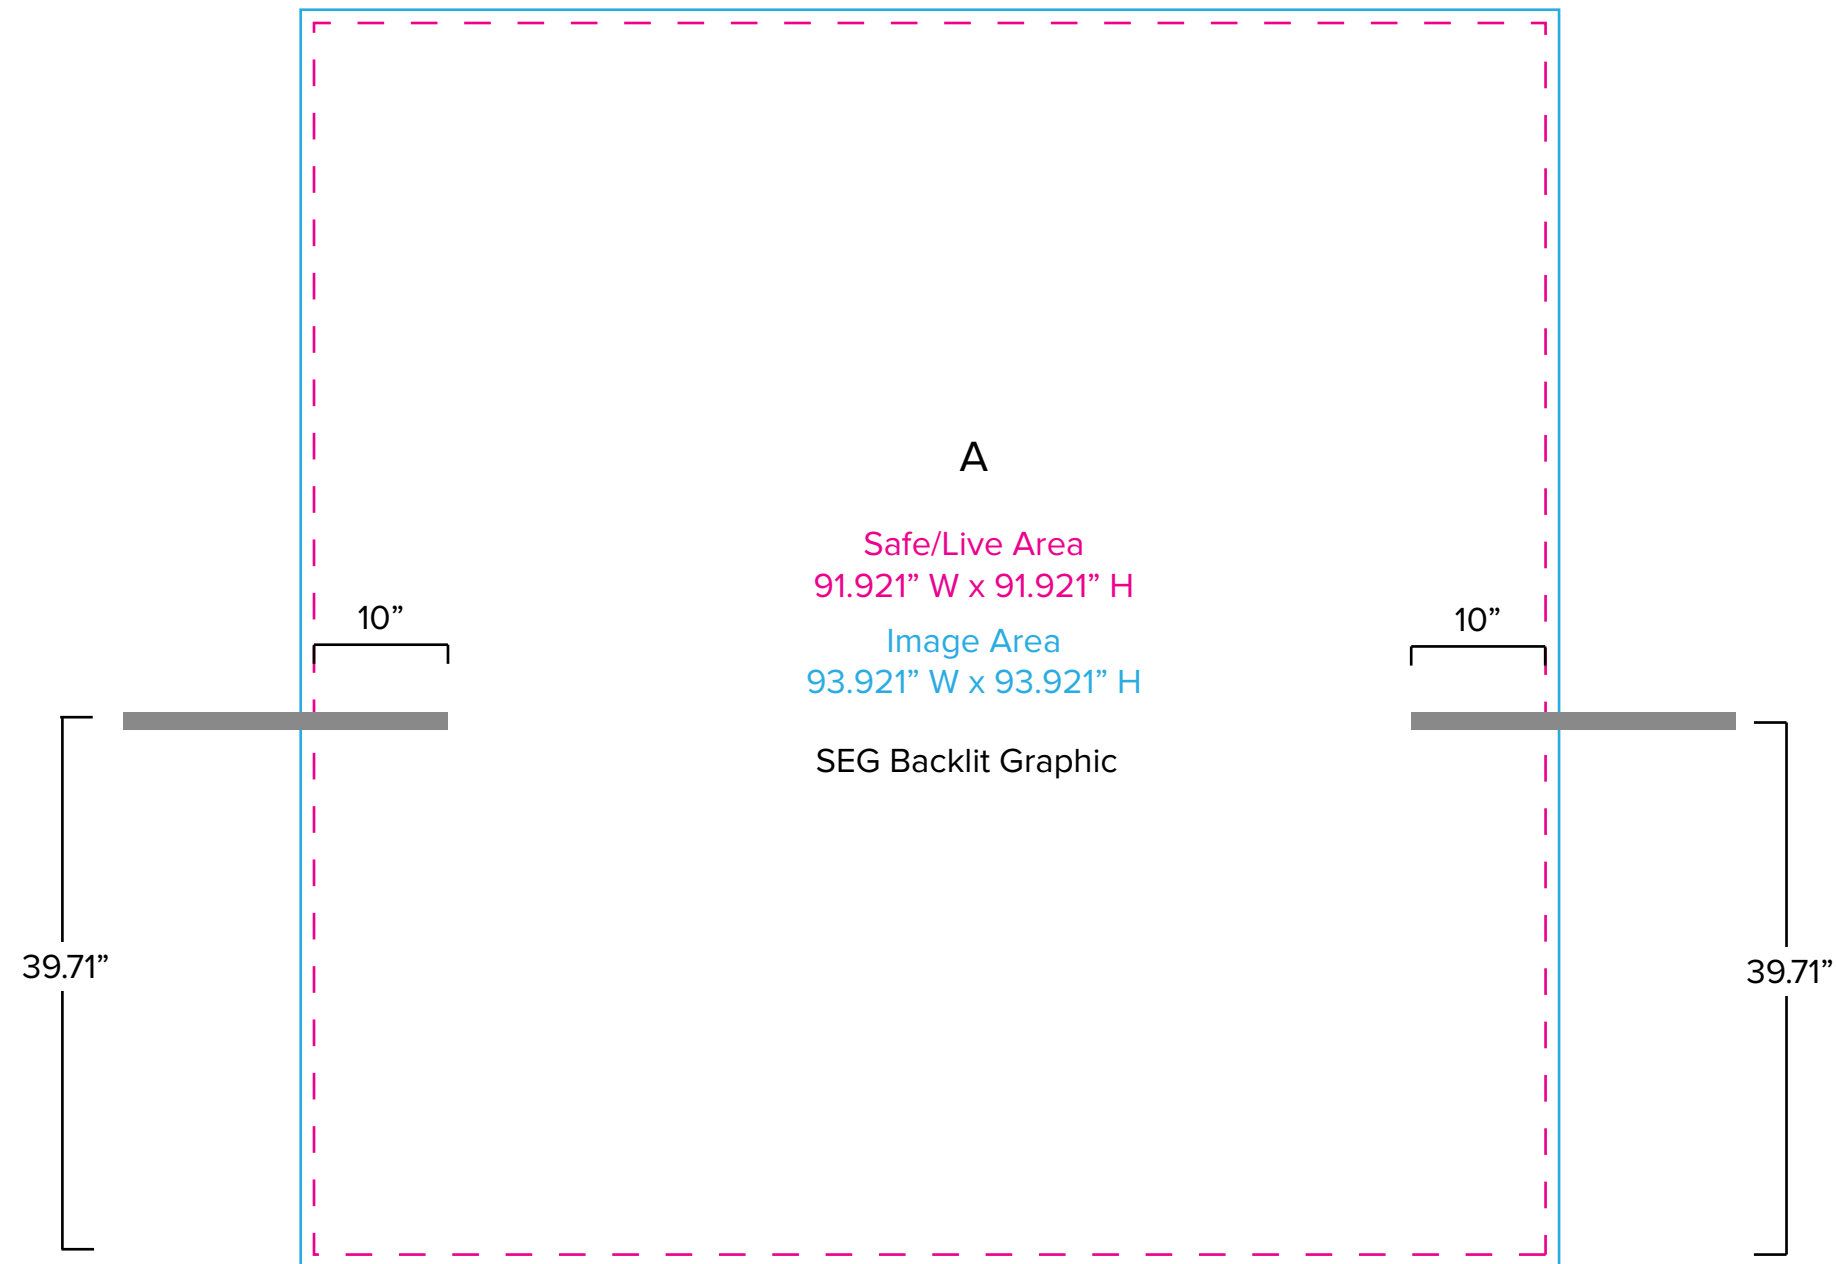 A
Safe/Live Area
91.921” W x 91.921” H
10”
10”
Image Area
93.921” W x 93.921” H
SEG Backlit Graphic
39.71”
39.71”